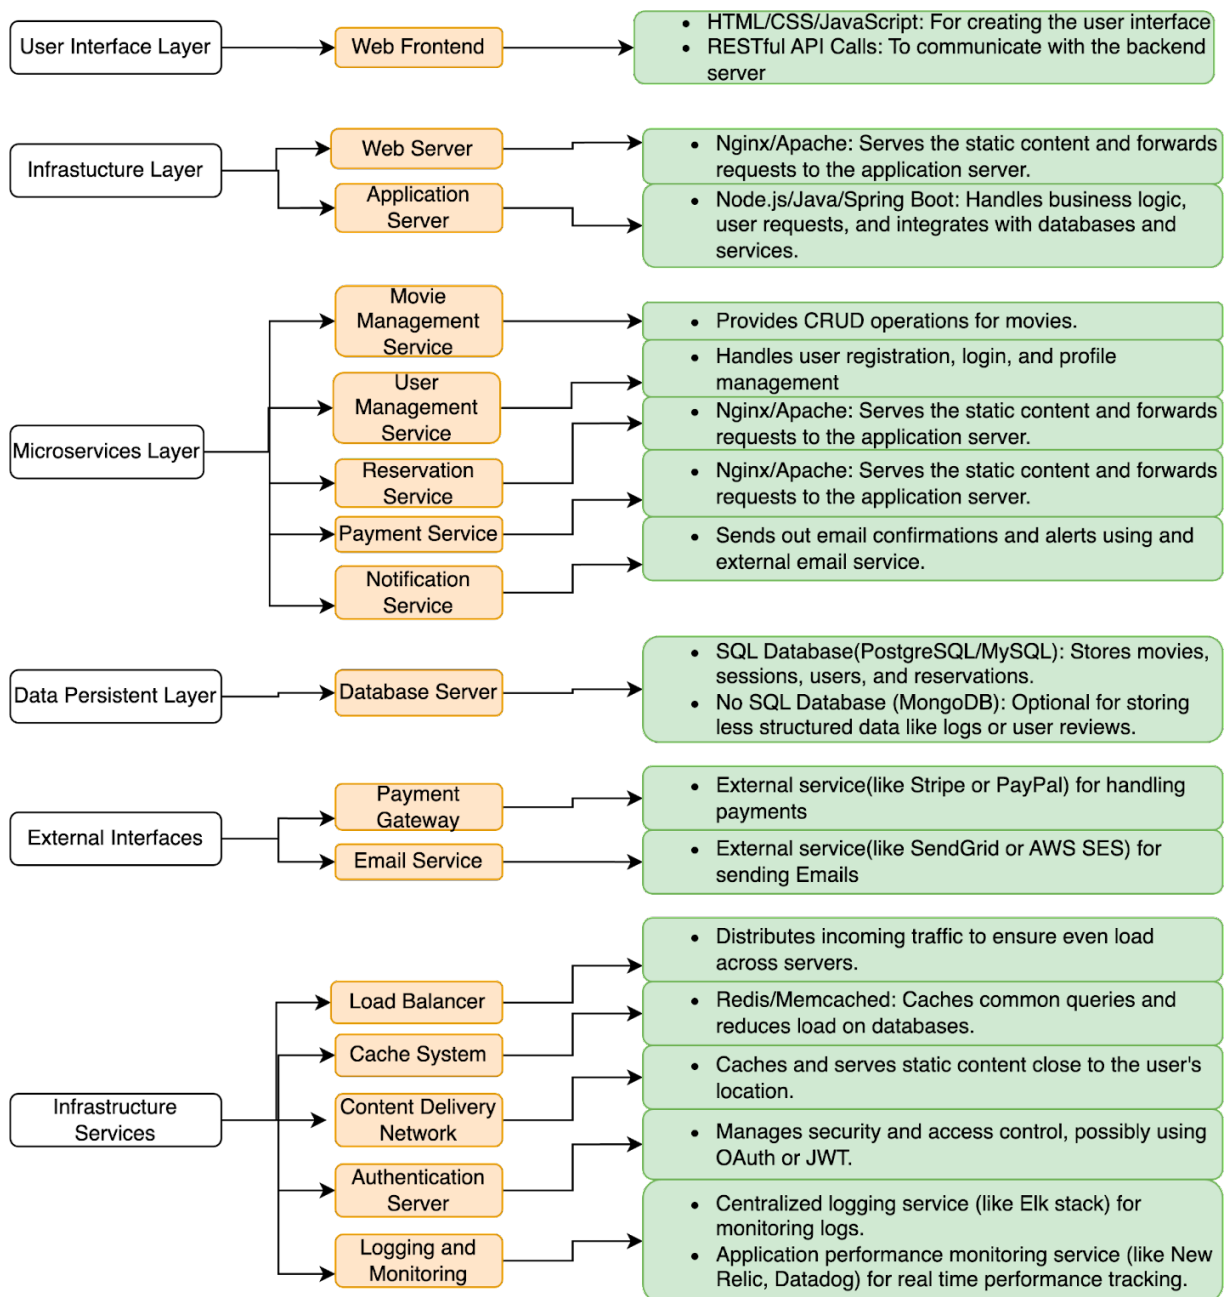 User Interface Layer
Web Frontend
• HTML/CSS/JavaScript: For creating the user interface
• RESTful API Calls: To communicate with the backend
server
Infrastucture Layer
Web Server
• Nginx/Apache: Serves the static content and forwards
requests to the application server.
Application
Server
• Node.js/Java/Spring Boot: Handles business logic,
user requests, and integrates with databases and
services.
Microservices Layer
Movie
Management
Service
• Provides CRUD operations for movies.
User
Management
Service
• Handles user registration, login, and profile
management
Reservation
Service
• Nginx/Apache: Serves the static content and forwards
requests to the application server.
Payment Service
• Nginx/Apache: Serves the static content and forwards
requests to the application server.
Notification
Service
• Sends out email confirmations and alerts using and
external email service.
Data Persistent Layer
Database Server
• SQL Database(PostgreSQL/MySQL): Stores movies,
sessions, users, and reservations.
• No SQL Database (MongoDB): Optional for storing
less structured data like logs or user reviews.
External Interfaces
Payment
Gateway
• External service(like Stripe or PayPal) for handling
payments
Email Service
• External service(like SendGrid or AWS SES) for
sending Emails
Infrastructure
Services
Load Balancer
• Distributes incoming traffic to ensure even load
across servers.
Cache System
• Redis/Memcached: Caches common queries and
reduces load on databases.
Content Delivery
Network
• Caches and serves static content close to the user's
location.
Authentication
Server
• Manages security and access control, possibly using
OAuth or JWT.
Logging and
Monitoring
• Centralized logging service (like Elk stack) for
monitoring logs.
• Application performance monitoring service (like New
Relic, Datadog) for real time performance tracking.